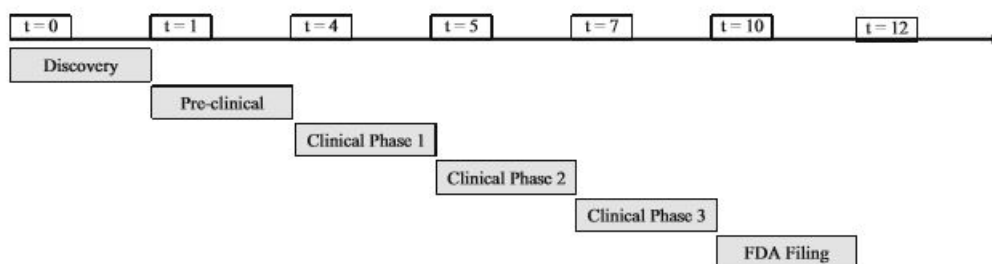 t = 0 t = 1 t = 4 t = 5 t = 7 t = 10 t = 12
Discovery
Pre-clinical
Clinical Phase 1
Clinical Phase 2
Clinical Phase 3
FDA Filing